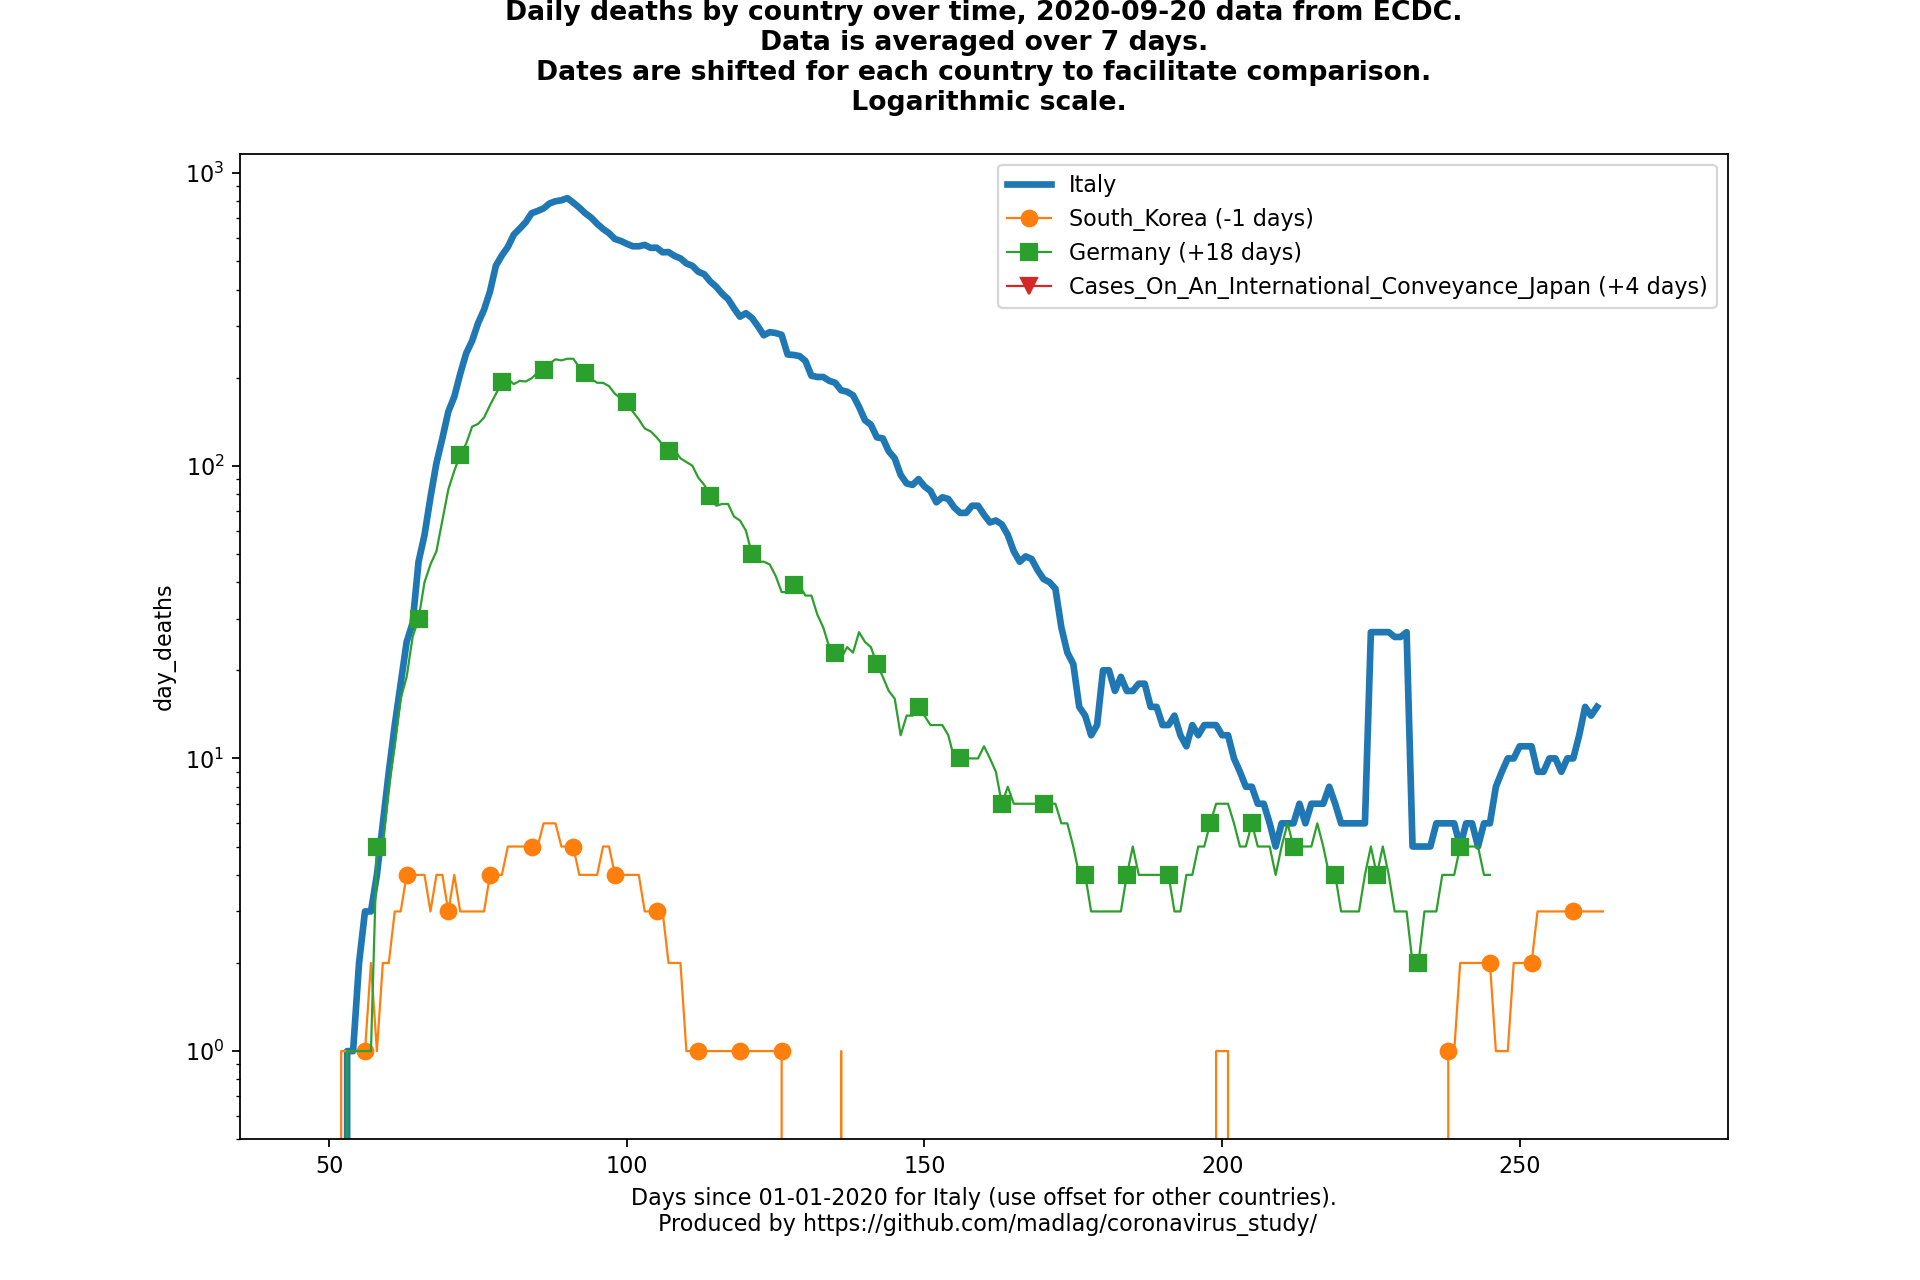 Daily deaths by country over time, 2020-09-20 data from ECDC.
Data is averaged over 7 days.
Dates are shifted for each country to facilitate comparison.
Logarithmic scale.
10³
10²
10¹
10⁰
day_deaths
Italy
South_Korea (-1 days)
Germany (+18 days)
Cases_On_An_International_Conveyance_Japan (+4 days)
50
100
150
200
250
Days since 01-01-2020 for Italy (use offset for other countries).
Produced by https://github.com/madlag/coronavirus_study/